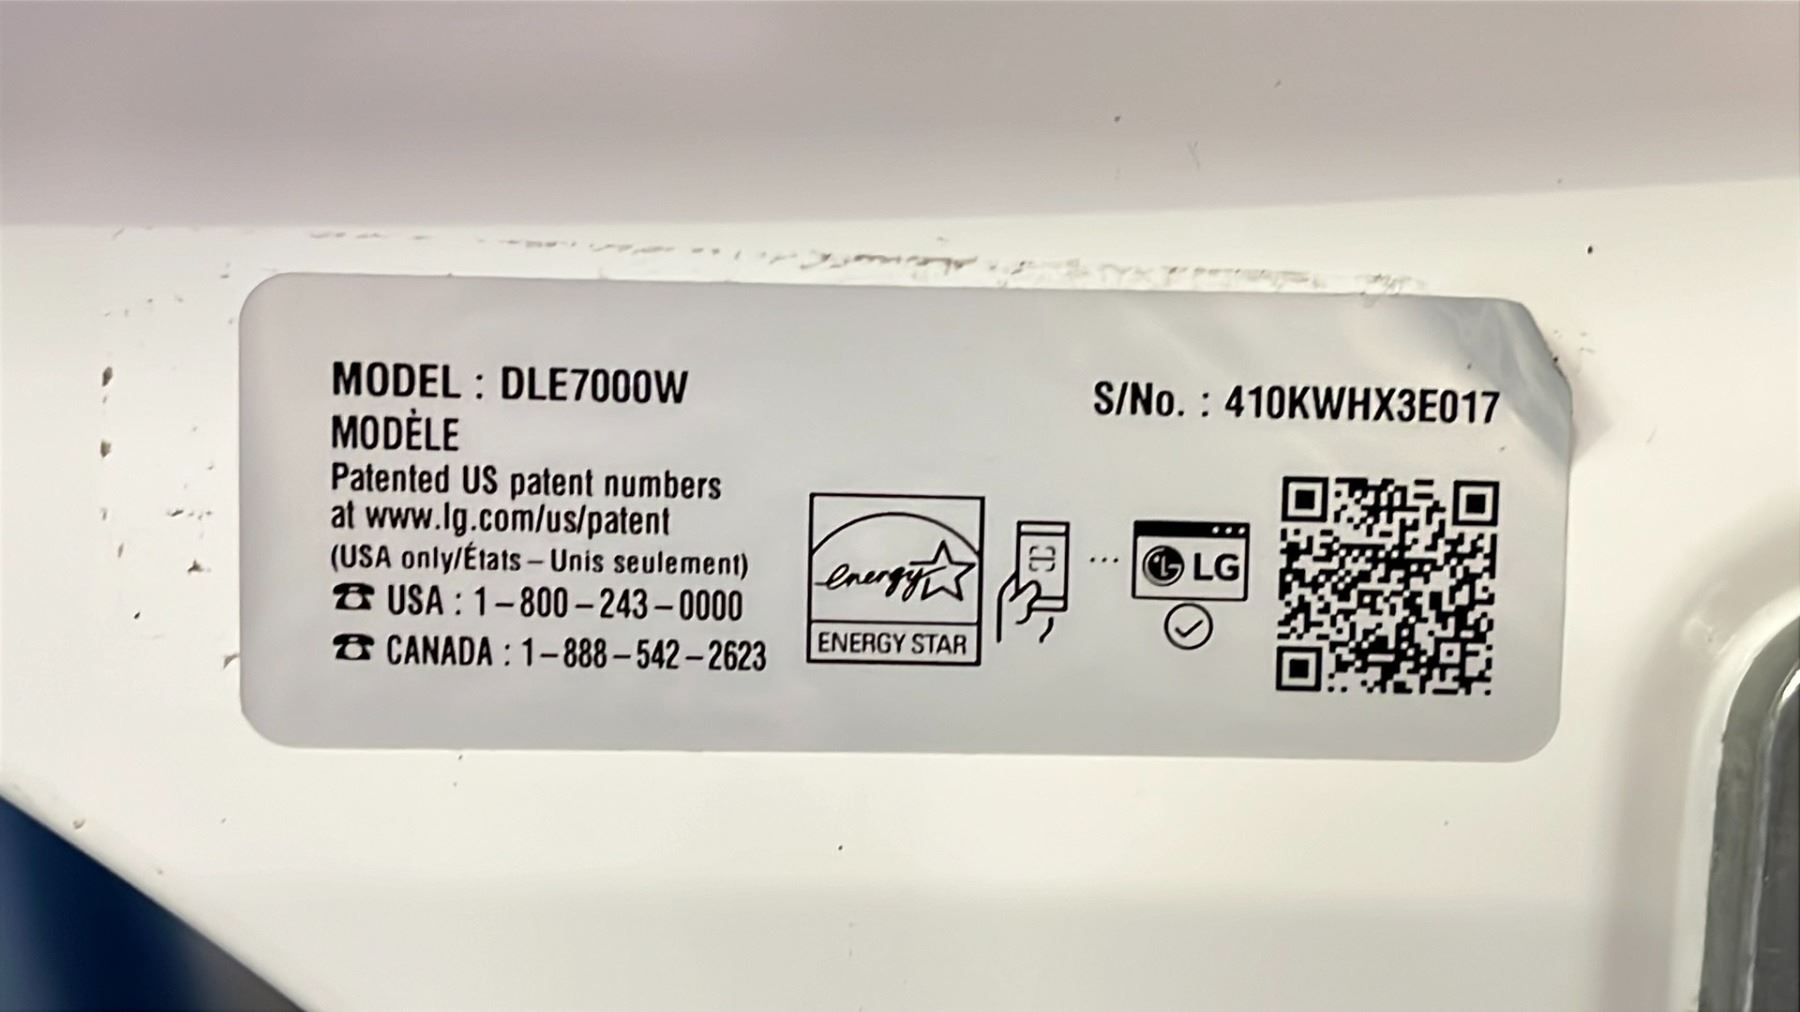 MODEL : DLE7000W
MODÈLE
S/No. : 410KWHX3E017
Patented US patent numbers
at www.lg.com/us/patent
(USA only/États – Unis seulement)
☎ USA : 1 – 800 – 243 – 0000
☎ CANADA : 1 – 888 – 542 – 2623
energy
ENERGY STAR
LG